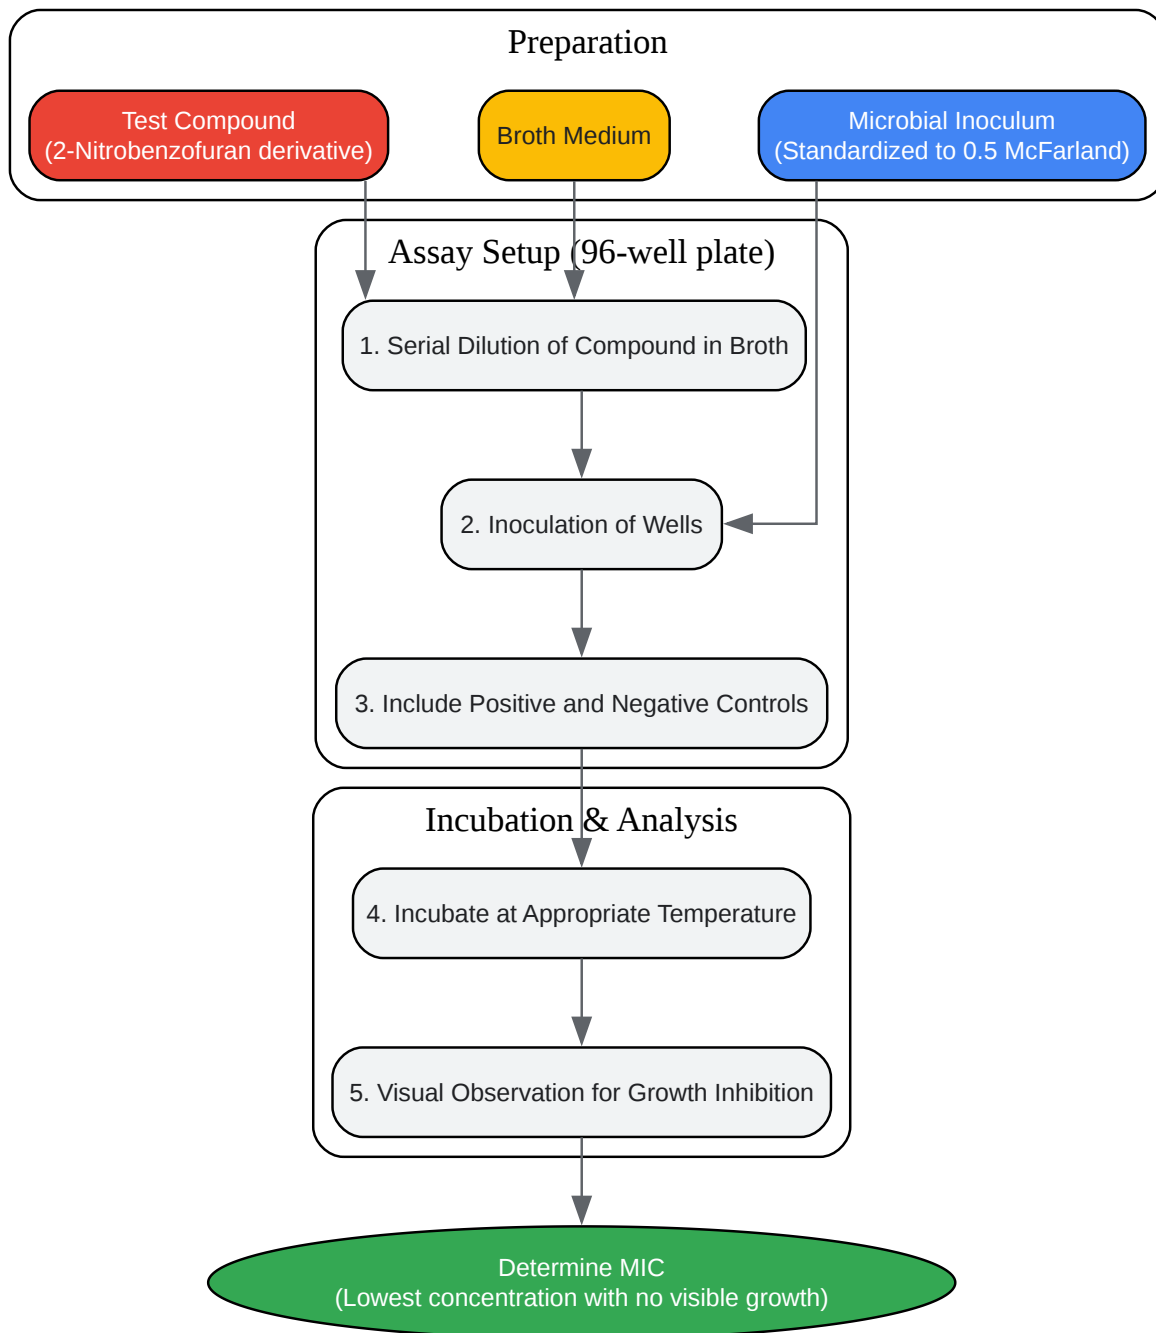 Preparation
Test Compound
(2-Nitrobenzofuran derivative)
Broth Medium
Microbial Inoculum
(Standardized to 0.5 McFarland)
Assay Setup (96-well plate)
1. Serial Dilution of Compound in Broth
2. Inoculation of Wells
3. Include Positive and Negative Controls
Incubation & Analysis
4. Incubate at Appropriate Temperature
5. Visual Observation for Growth Inhibition
Determine MIC
(Lowest concentration with no visible growth)